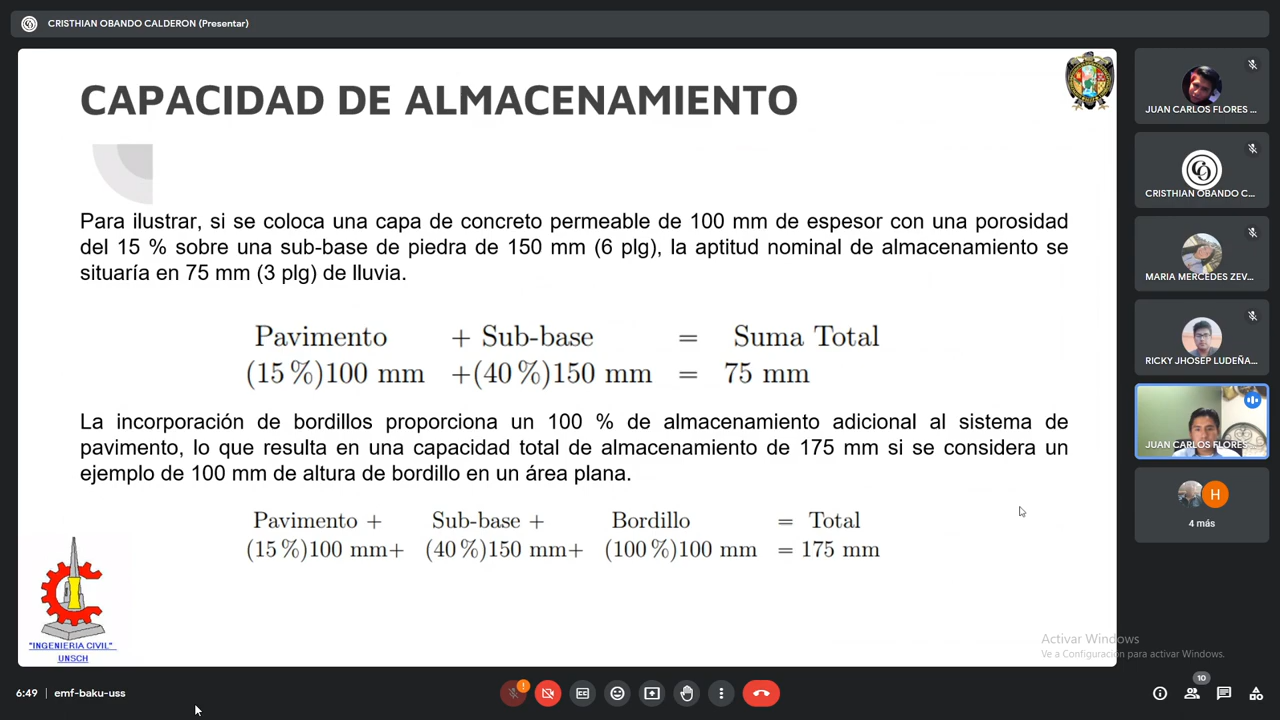 CRISTHIAN OBANDO CALDERON (Presentar)
CAPACIDAD DE ALMACENAMIENTO
Para ilustrar, si se coloca una capa de concreto permeable de 100 mm de espesor con una porosidad
del 15 % sobre una sub-base de piedra de 150 mm (6 plg), la aptitud nominal de almacenamiento se
situaría en 75 mm (3 plg) de lluvia.
Pavimento + Sub-base = Suma Total
(15 %)100 mm +(40 %)150 mm = 75 mm
La incorporación de bordillos proporciona un 100 % de almacenamiento adicional al sistema de
pavimento, lo que resulta en una capacidad total de almacenamiento de 175 mm si se considera un
ejemplo de 100 mm de altura de bordillo en un área plana.
Pavimento + Sub-base + Bordillo = Total
(15 %)100 mm+ (40 %)150 mm+ (100 %)100 mm = 175 mm
"INGENIERIA CIVIL"
UNSCH
JUAN CARLOS FLORES ...
CO
CRISTHIAN OBANDO C...
MARIA MERCEDES ZEV...
RICKY JHOSEP LUDEÑA...
JUAN CARLOS FLORES
H
4 más
Activar Windows
Ve a Configuración para activar Windows.
6:49 | emf-baku-uss
10